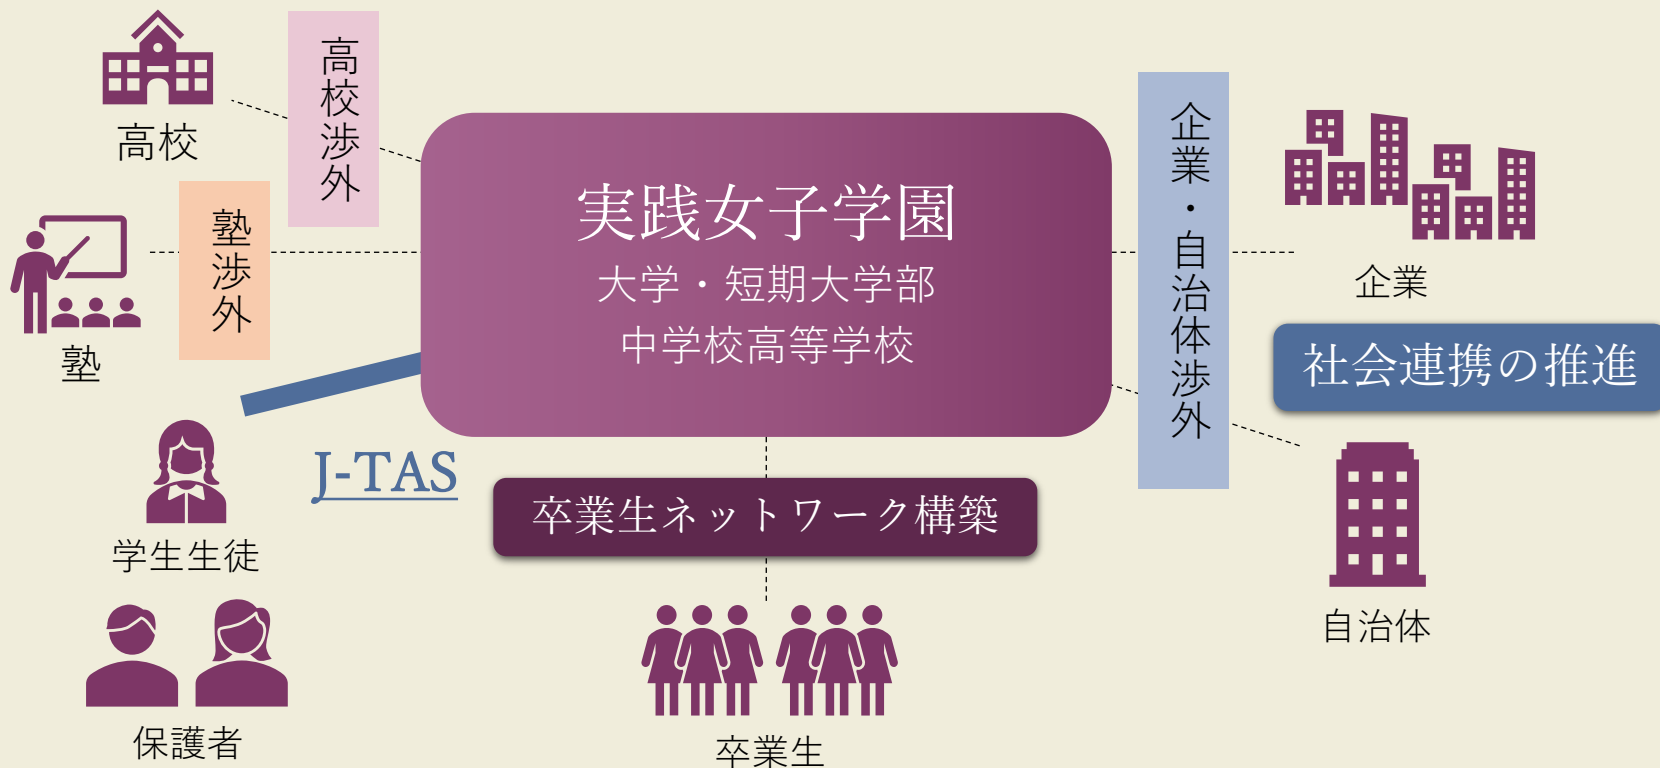 高校
高校渉外
塾渉外
塾
実践女子学園
大学・短期大学部
中学校高等学校
企業・自治体渉外
企業
社会連携の推進
J-TAS
学生生徒
卒業生ネットワーク構築
自治体
保護者
卒業生